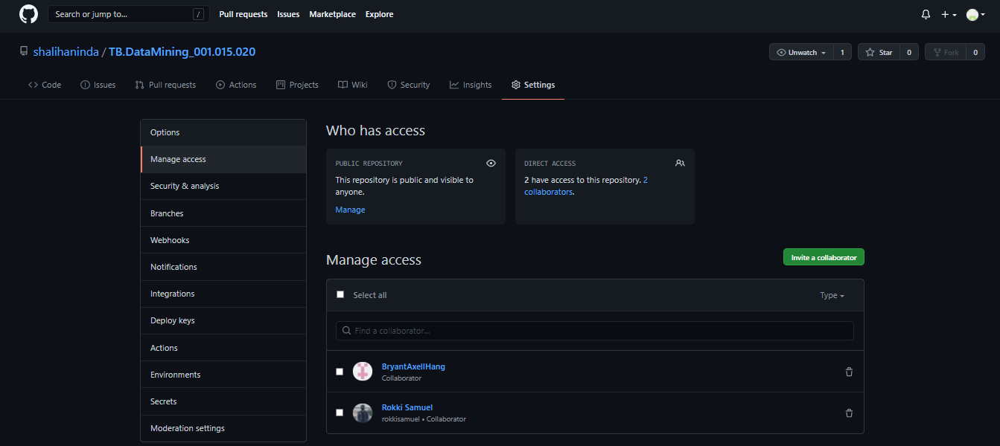 Search or jump to... /
Pull requests Issues Marketplace Explore
shalihaninda / TB.DataMining_001.015.020
Unwatch 1 Star 0 Fork 0
Code Issues Pull requests Actions Projects Wiki Security Insights Settings
Options
Manage access
Security & analysis
Branches
Webhooks
Notifications
Integrations
Deploy keys
Actions
Environments
Secrets
Moderation settings
Who has access
PUBLIC REPOSITORY
This repository is public and visible to
anyone.
Manage
DIRECT ACCESS
2 have access to this repository. 2
collaborators.
Manage access
Invite a collaborator
Select all
Type
Find a collaborator...
BryantAxellHang
Collaborator
Rokki Samuel
rokkisamuel • Collaborator